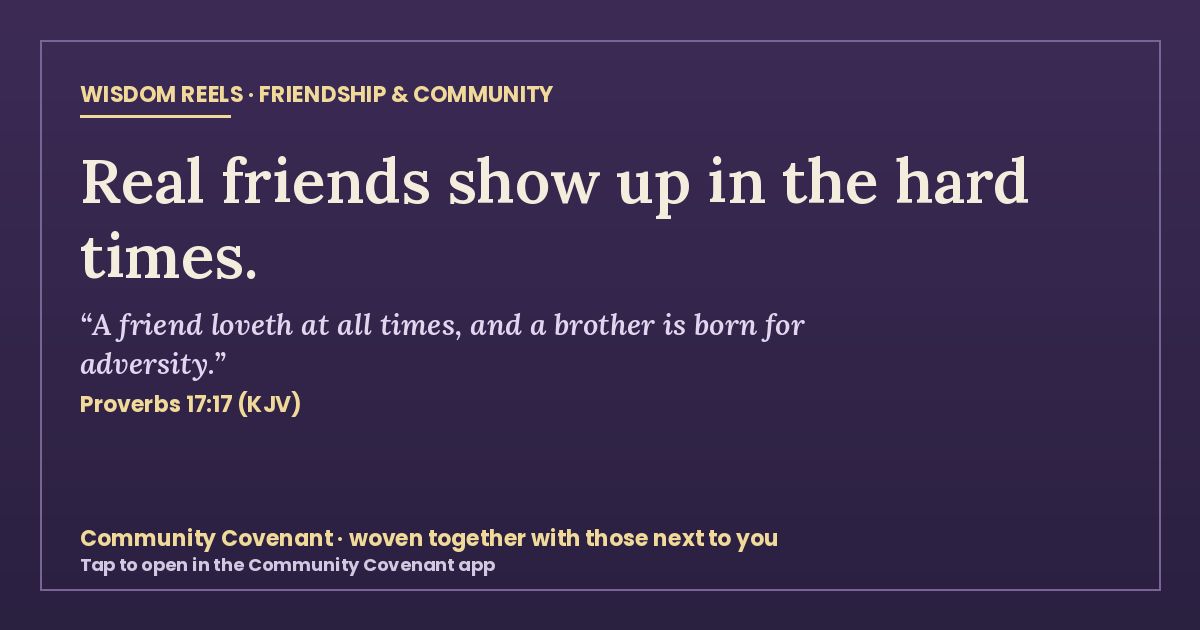 WISDOM REELS · FRIENDSHIP & COMMUNITY
Real friends show up in the hard
times.
“A friend loveth at all times, and a brother is born for
adversity.”
Proverbs 17:17 (KJV)
Community Covenant · woven together with those next to you
Tap to open in the Community Covenant app